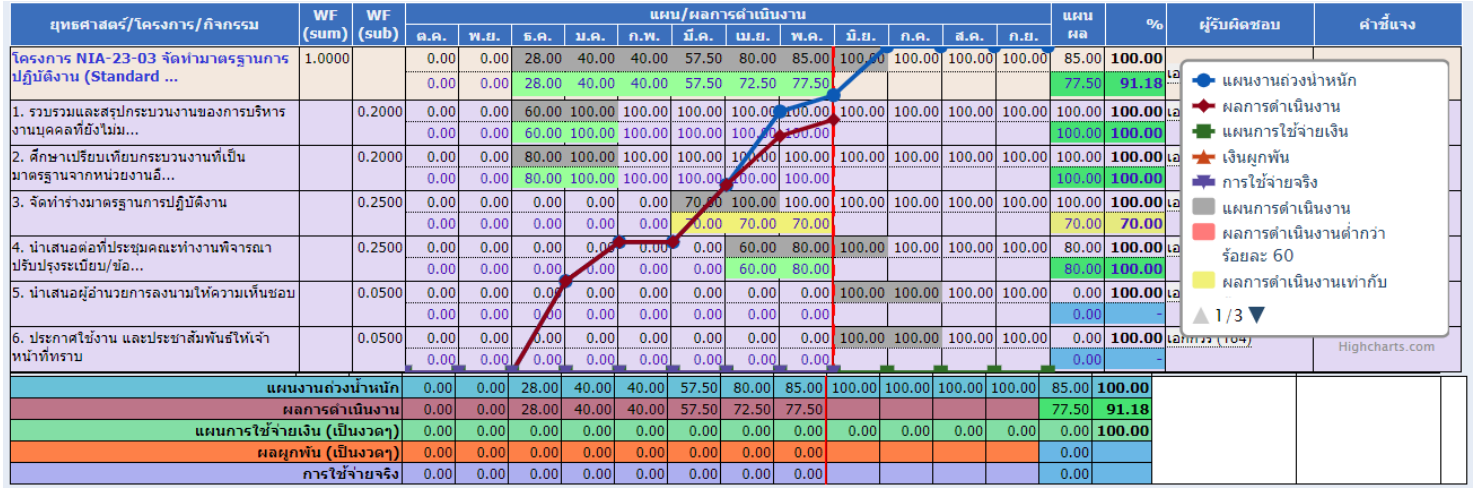 ยุทธศาสตร์/โครงการ/กิจกรรม WF (sum) WF (sub) แผน/ผลการดำเนินงาน แผน ผล % ผู้รับผิดชอบ คำชี้แจง
ต.ค. พ.ย. ธ.ค. ม.ค. ก.พ. มี.ค. เม.ย. พ.ค. มิ.ย. ก.ค. ส.ค. ก.ย.
โครงการ NIA-23-03 จัดทำมาตรฐานการ 1.0000 0.00 0.00 28.00 40.00 40.00 57.50 80.00 85.00 100.00 100.00 100.00 100.00 85.00 100.00
ปฏิบัติงาน (Standard ... 0.00 0.00 28.00 40.00 40.00 57.50 72.50 77.50 77.50 91.18
1. รวบรวมและสรุปกระบวนงานของการบริหาร 0.2000 0.00 0.00 60.00 100.00 100.00 100.00 100.00 100.00 100.00 100.00 100.00 100.00 100.00 100.00
งานบุคคลที่ยังไม่ม... 0.00 0.00 60.00 100.00 100.00 100.00 100.00 100.00 100.00 100.00
2. ศึกษาเปรียบเทียบกระบวนงานที่เป็น 0.2000 0.00 0.00 80.00 100.00 100.00 100.00 100.00 100.00 100.00 100.00 100.00 100.00 100.00 100.00
มาตรฐานจากหน่วยงานอื... 0.00 0.00 80.00 100.00 100.00 100.00 100.00 100.00 100.00 100.00
3. จัดทำร่างมาตรฐานการปฏิบัติงาน 0.2500 0.00 0.00 0.00 0.00 0.00 70.00 100.00 100.00 100.00 100.00 100.00 100.00 100.00 100.00
0.00 0.00 0.00 0.00 0.00 70.00 70.00 70.00 70.00 70.00
4. นำเสนอต่อที่ประชุมคณะทำงานพิจารณา 0.2500 0.00 0.00 0.00 0.00 0.00 0.00 60.00 80.00 100.00 100.00 100.00 100.00 80.00 100.00
ปรับปรุงระเบียบ/ข้อ... 0.00 0.00 0.00 0.00 0.00 0.00 60.00 80.00 80.00 100.00
5. นำเสนอผู้อำนวยการลงนามให้ความเห็นชอบ 0.0500 0.00 0.00 0.00 0.00 0.00 0.00 0.00 0.00 100.00 100.00 100.00 100.00 0.00 100.00
0.00 0.00 0.00 0.00 0.00 0.00 0.00 0.00 0.00 -
6. ประกาศใช้งาน และประชาสัมพันธ์ให้เจ้า 0.0500 0.00 0.00 0.00 0.00 0.00 0.00 0.00 0.00 100.00 100.00 100.00 100.00 0.00 100.00
หน้าที่ทราบ 0.00 0.00 0.00 0.00 0.00 0.00 0.00 0.00 0.00 -
แผนงานถ่วงน้ำหนัก 0.00 0.00 28.00 40.00 40.00 57.50 80.00 85.00 100.00 100.00 100.00 100.00 85.00 100.00
ผลการดำเนินงาน 0.00 0.00 28.00 40.00 40.00 57.50 72.50 77.50 77.50 91.18
แผนการใช้จ่ายเงิน (เป็นงวดๆ) 0.00 0.00 0.00 0.00 0.00 0.00 0.00 0.00 0.00 0.00 0.00 0.00 0.00 100.00
ผลผูกพัน (เป็นงวดๆ) 0.00 0.00 0.00 0.00 0.00 0.00 0.00 0.00 0.00
การใช้จ่ายจริง 0.00 0.00 0.00 0.00 0.00 0.00 0.00 0.00 0.00
แผนงานถ่วงน้ำหนัก
ผลการดำเนินงาน
แผนการใช้จ่ายเงิน
เงินผูกพัน
การใช้จ่ายจริง
แผนการดำเนินงาน
ผลการดำเนินงานต่ำกว่า
ร้อยละ 60
ผลการดำเนินงานเท่ากับ
1/3
Highcharts.com